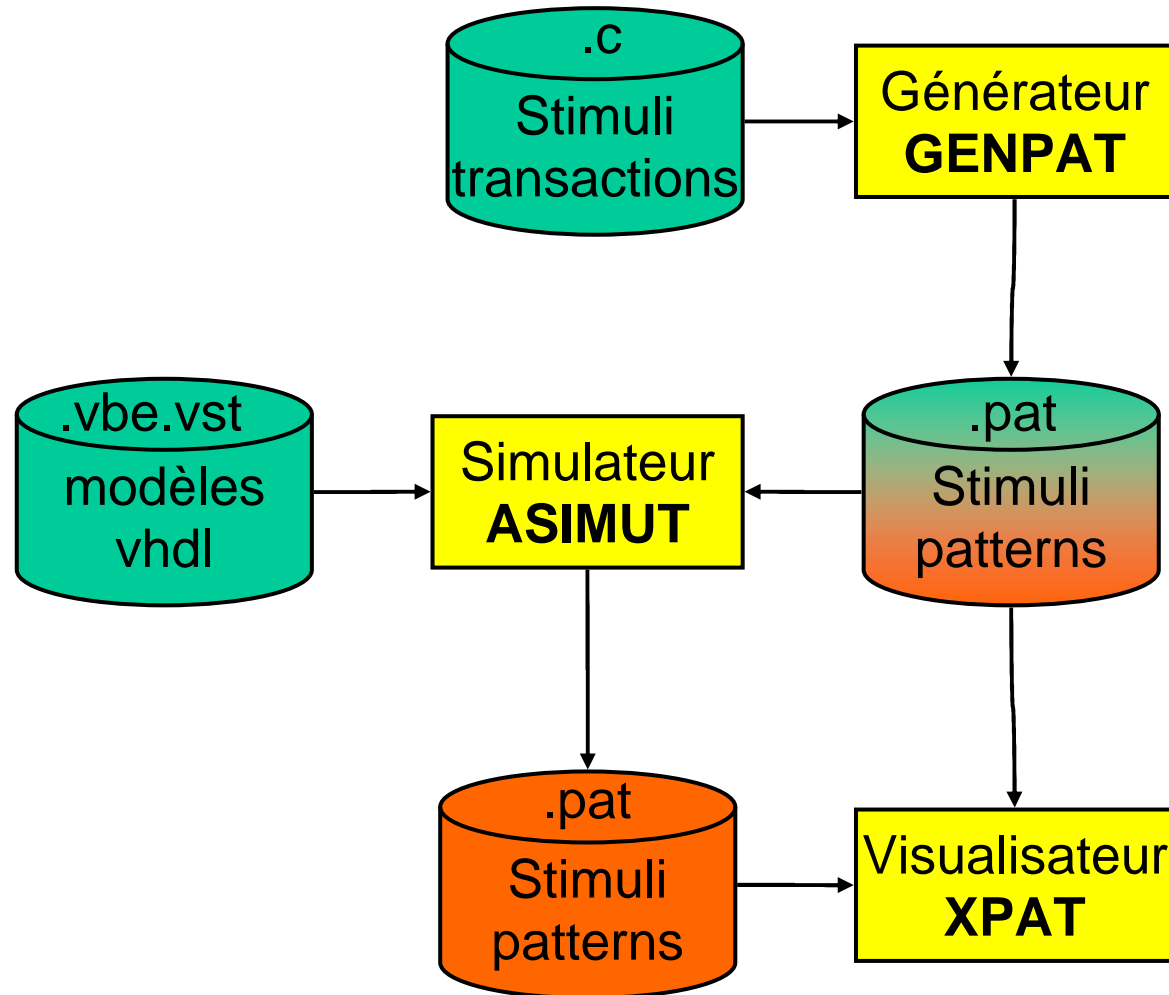 .c
Stimuli
transactions
Générateur
GENPAT
.vbe.vst
modèles
vhdl
Simulateur
ASIMUT
.pat
Stimuli
patterns
.pat
Stimuli
patterns
Visualisateur
XPAT